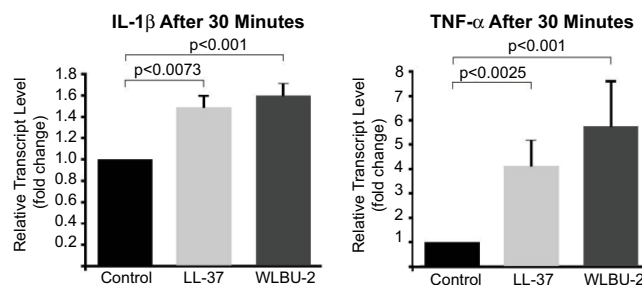 IL-1β After 30 Minutes
p<0.001
p<0.0073
Relative Transcript Level
(fold change)
1.8
1.6
1.4
1.2
1.0
0.8
0.6
0.4
0.2
Control
LL-37
WLBU-2
TNF-α After 30 Minutes
p<0.001
p<0.0025
Relative Transcript Level
(fold change)
8
7
6
5
4
3
2
1
Control
LL-37
WLBU-2